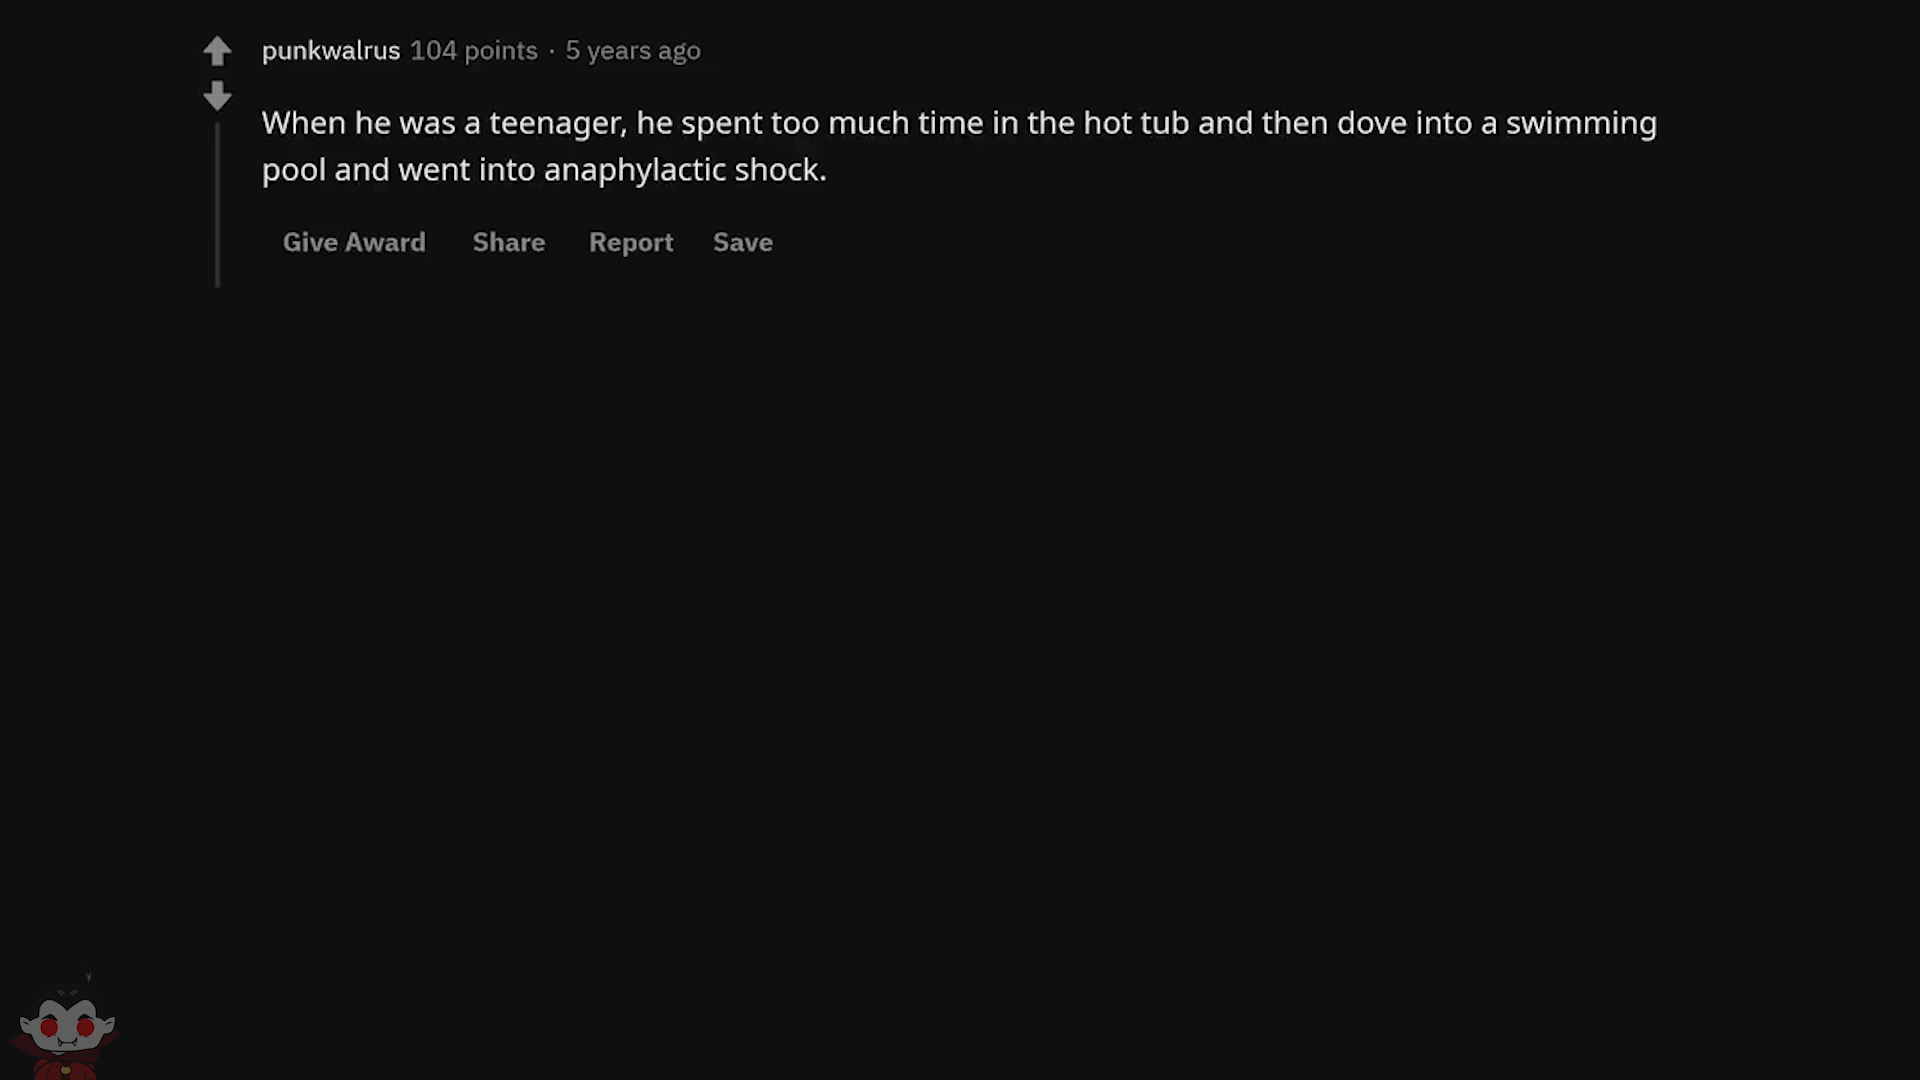 punkwalrus 104 points · 5 years ago
When he was a teenager, he spent too much time in the hot tub and then dove into a swimming
pool and went into anaphylactic shock.
Give Award Share Report Save